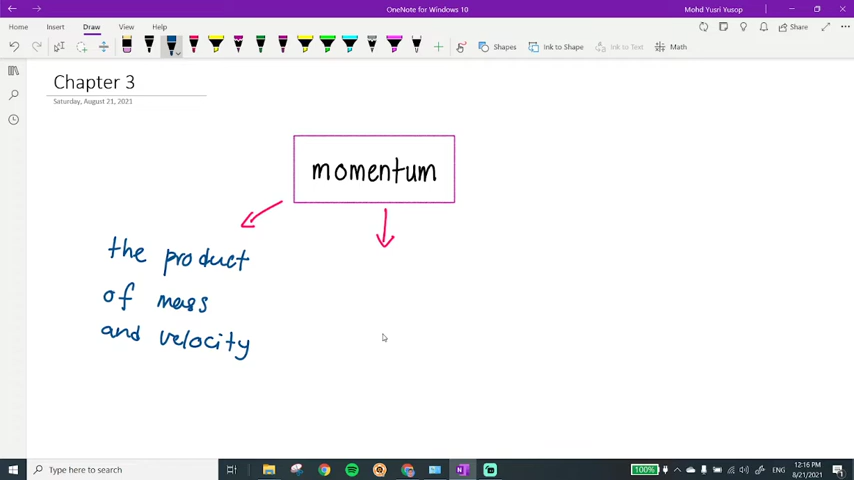 OneNote for Windows 10
Mohd Yusri Yusop
Home Insert Draw View Help
Share
Shapes Ink to Shape Ink to Text Math
Chapter 3
Saturday, August 21, 2021
momentum
the product
of mass
and velocity
Type here to search
100%
ENG
12:16 PM
8/21/2021